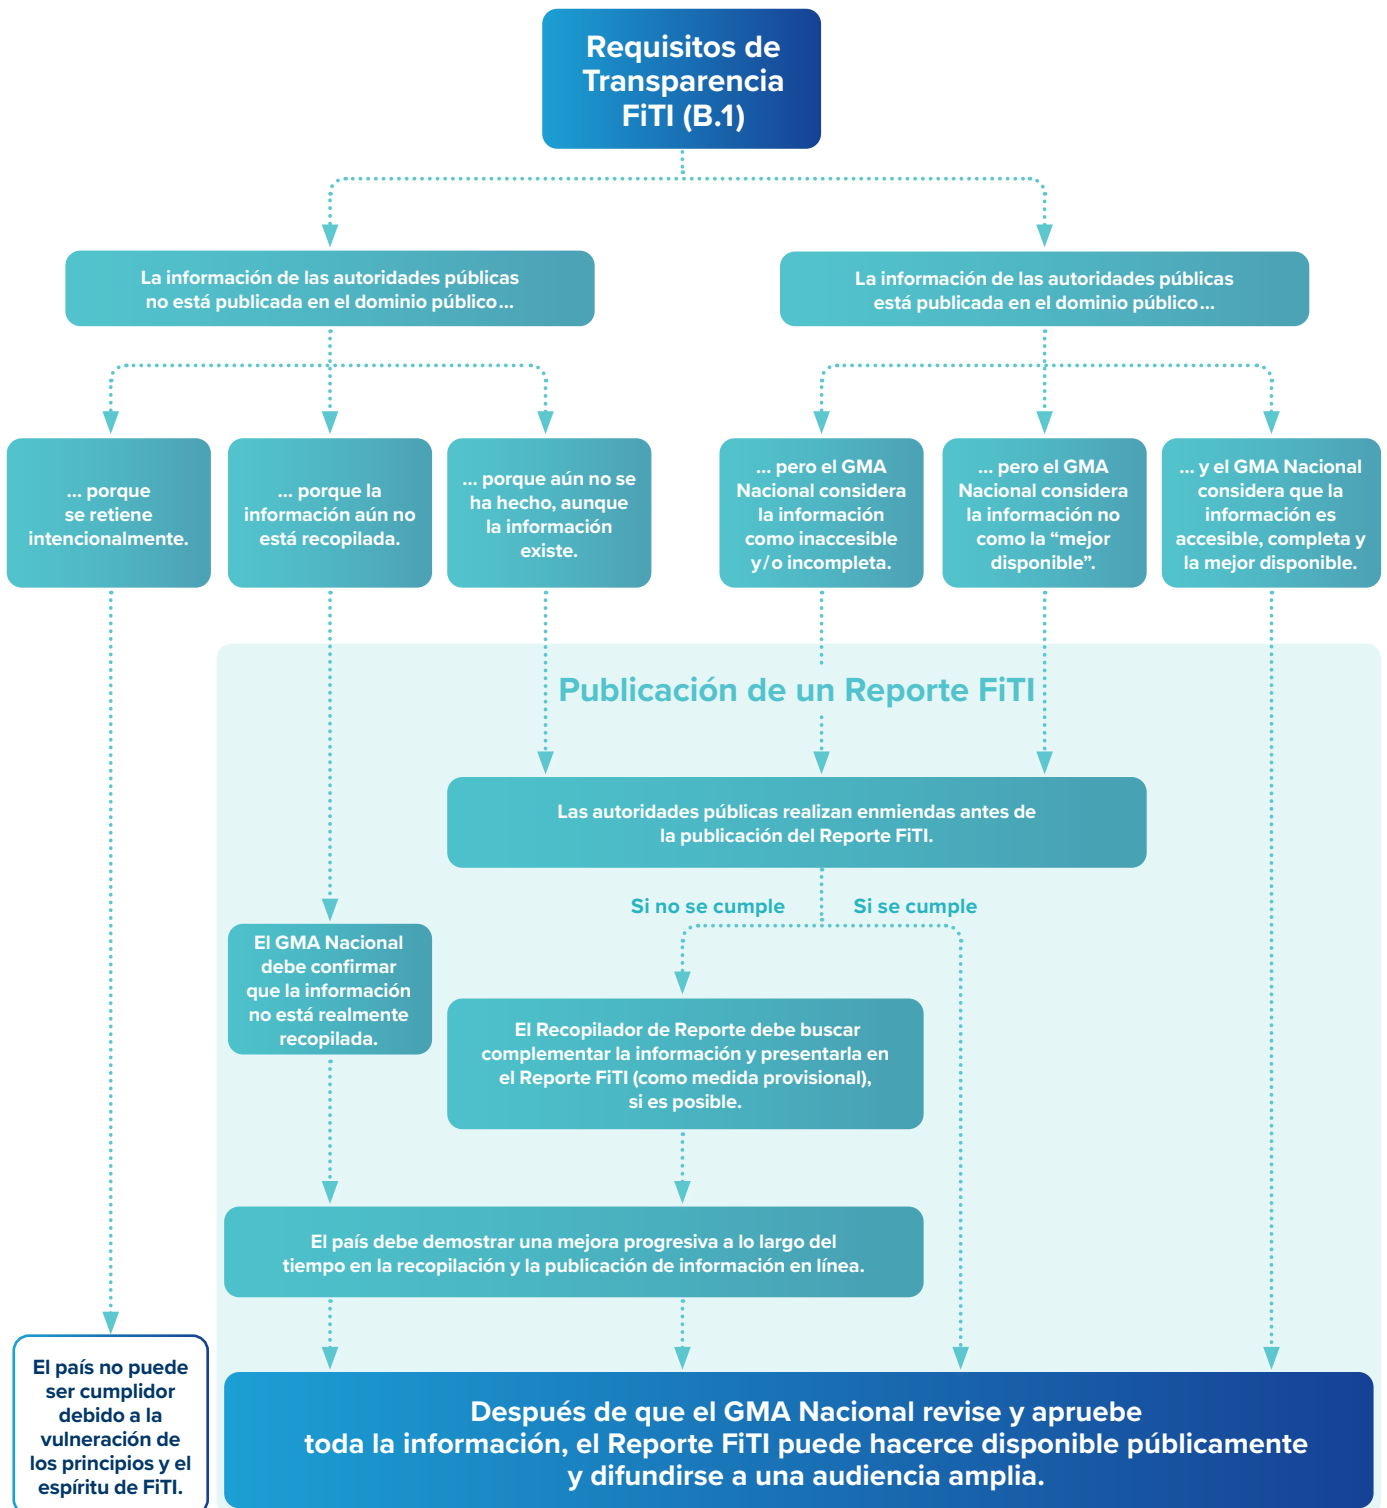 Requisitos de
Transparencia
FiTI (B.1)
La información de las autoridades públicas
no está publicada en el dominio público...
La información de las autoridades públicas
está publicada en el dominio público...
... porque
se retiene
intencionalmente.
... porque la
información aún no
está recopilada.
... porque aún no se
ha hecho, aunque
la información
existe.
... pero el GMA
Nacional considera
la información
como inaccesible
y/o incompleta.
... pero el GMA
Nacional considera
la información no
como la “mejor
disponible”.
... y el GMA Nacional
considera que la
información es
accesible, completa y
la mejor disponible.
Publicación de un Reporte FiTI
Las autoridades públicas realizan enmiendas antes de
la publicación del Reporte FiTI.
Si no se cumple
Si se cumple
El GMA Nacional
debe confirmar
que la información
no está realmente
recopilada.
El Recopilador de Reporte debe buscar
complementar la información y presentarla en
el Reporte FiTI (como medida provisional),
si es posible.
El país debe demostrar una mejora progresiva a lo largo del
tiempo en la recopilación y la publicación de información en línea.
El país no puede
ser cumplidor
debido a la
vulneración de
los principios y el
espíritu de FiTI.
Después de que el GMA Nacional revise y apruebe
toda la información, el Reporte FiTI puede hacerce disponible públicamente
y difundirse a una audiencia amplia.